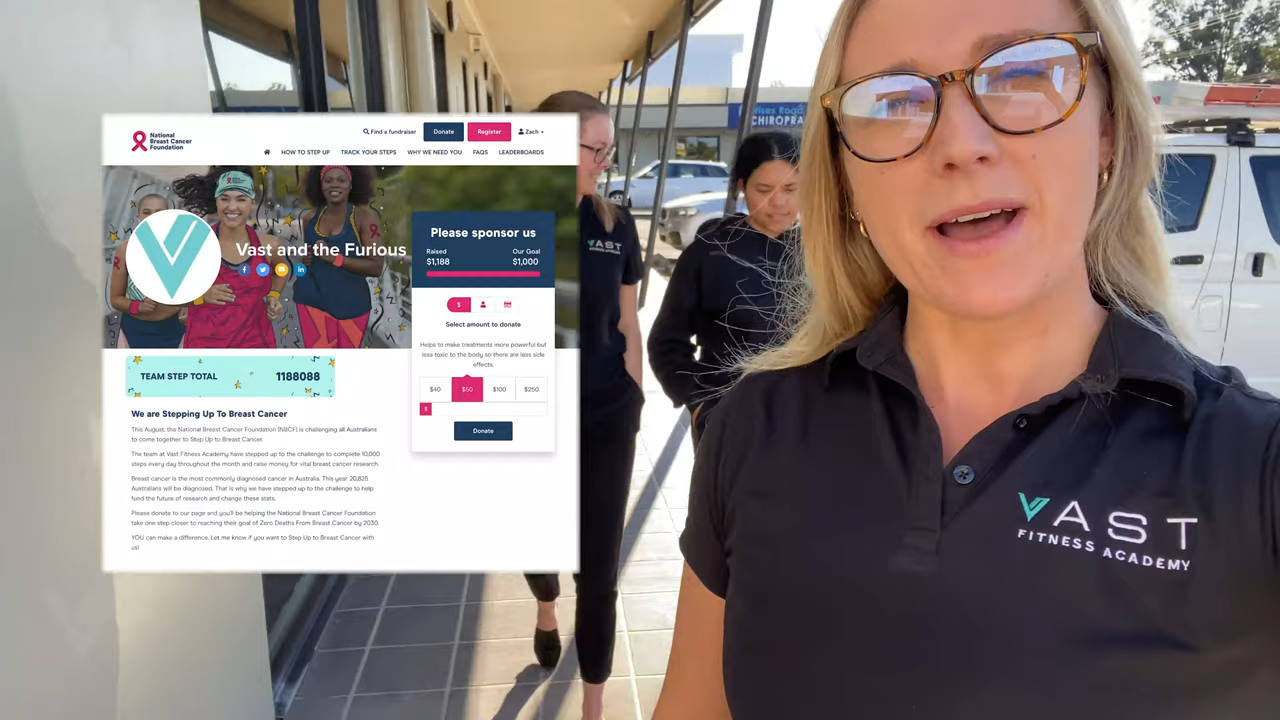 National
Breast Cancer
Foundation
Find a fundraiser
Donate
Register
Zach
HOW TO STEP UP
TRACK YOUR STEPS
WHY WE NEED YOU
FAQS
LEADERBOARDS
Vast and the Furious
Please sponsor us
Raised
Our Goal
$1,188
$1,000
$
Select amount to donate
Helps to make treatments more powerful but
less toxic to the body so there are less side
effects.
$40
$50
$100
$250
$
Donate
TEAM STEP TOTAL
1188088
We are Stepping Up To Breast Cancer
This August, the National Breast Cancer Foundation (NBCF) is challenging all Australians
to come together to Step Up to Breast Cancer.
The team at Vast Fitness Academy have stepped up to the challenge to complete 10,000
steps every day throughout the month and raise money for vital breast cancer research.
Breast cancer is the most commonly diagnosed cancer in Australia. This year 20,825
Australians will be diagnosed. That is why we have stepped up to the challenge to help
fund the future of research and change these stats.
Please donate to our page and you'll be helping the National Breast Cancer Foundation
take one step closer to reaching their goal of Zero Deaths From Breast Cancer by 2030.
YOU can make a difference. Let me know if you want to Step Up to Breast Cancer with
us!
CHIROPRA
VAST
VAST
FITNESS ACADEMY